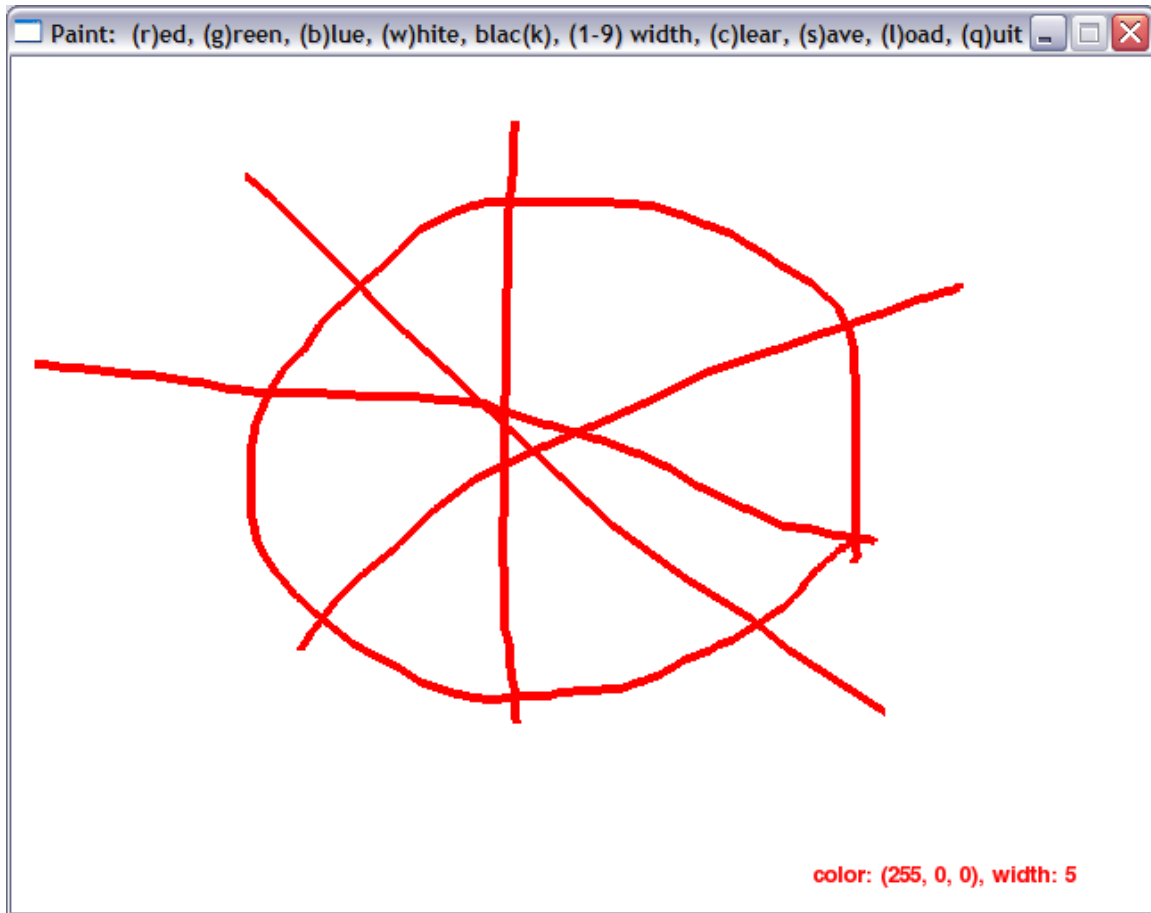 Paint:  (r)ed, (g)reen, (b)lue, (w)hite, blac(k), (1-9) width, (c)lear, (s)ave, (l)oad, (q)uit
color: (255, 0, 0), width: 5